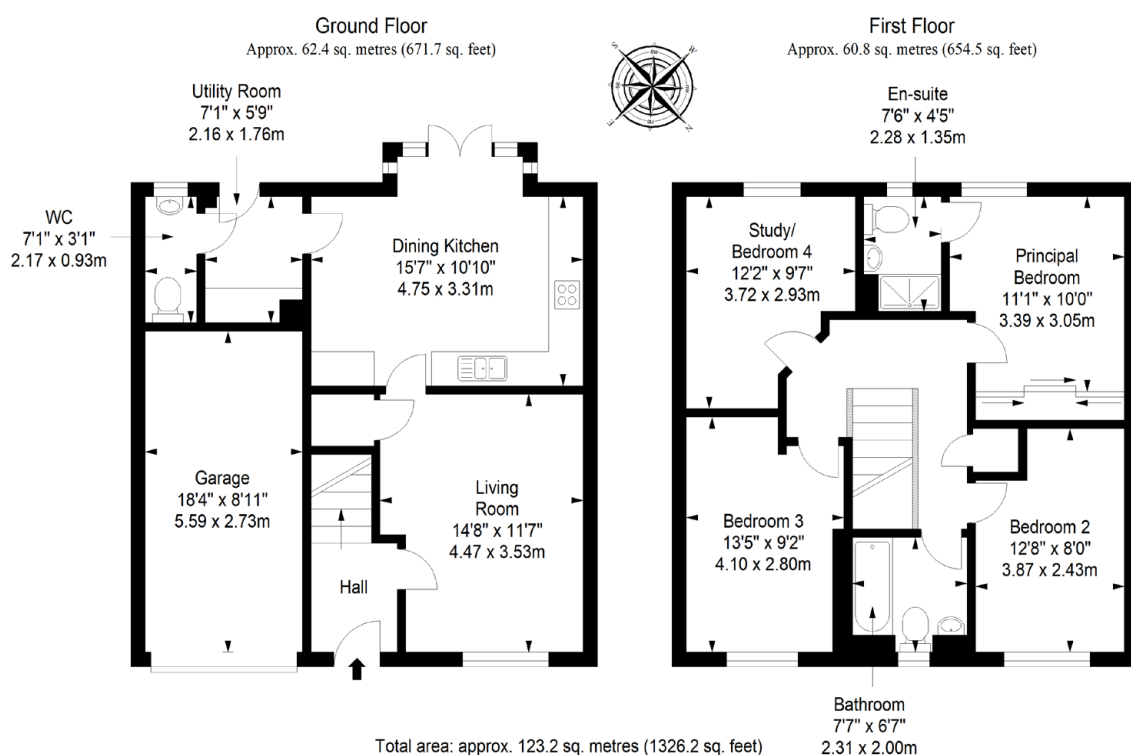 Ground Floor
Approx. 62.4 sq. metres (671.7 sq. feet)
First Floor
Approx. 60.8 sq. metres (654.5 sq. feet)
S
W
E
N
Utility Room
7'1" x 5'9"
2.16 x 1.76m
En-suite
7'6" x 4'5"
2.28 x 1.35m
WC
7'1" x 3'1"
2.17 x 0.93m
Dining Kitchen
15'7" x 10'10"
4.75 x 3.31m
Study/
Bedroom 4
12'2" x 9'7"
3.72 x 2.93m
Principal
Bedroom
11'1" x 10'0"
3.39 x 3.05m
Garage
18'4" x 8'11"
5.59 x 2.73m
Living
Room
14'8" x 11'7"
4.47 x 3.53m
Hall
Bedroom 3
13'5" x 9'2"
4.10 x 2.80m
Bedroom 2
12'8" x 8'0"
3.87 x 2.43m
Bathroom
7'7" x 6'7"
2.31 x 2.00m
Total area: approx. 123.2 sq. metres (1326.2 sq. feet)